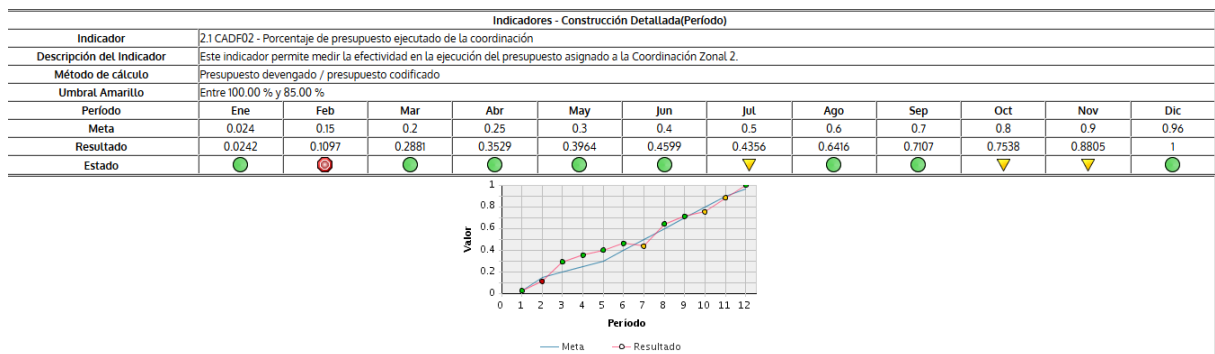 Indicadores - Construcción Detallada(Período)
Indicador 2.1 CADF02 - Porcentaje de presupuesto ejecutado de la coordinación
Descripción del Indicador Este indicador permite medir la efectividad en la ejecución del presupuesto asignado a la Coordinación Zonal 2.
Método de cálculo Presupuesto devengado / presupuesto codificado
Umbral Amarillo Entre 100.00 % y 85.00 %
Período Ene Feb Mar Abr May Jun Jul Ago Sep Oct Nov Dic
Meta 0.024 0.15 0.2 0.25 0.3 0.4 0.5 0.6 0.7 0.8 0.9 0.96
Resultado 0.0242 0.1097 0.2881 0.3529 0.3964 0.4599 0.4356 0.6416 0.7107 0.7538 0.8805 1
Estado
1
0.8
0.6
0.4
0.2
0
Valor
0 1 2 3 4 5 6 7 8 9 10 11 12
Período
Meta Resultado